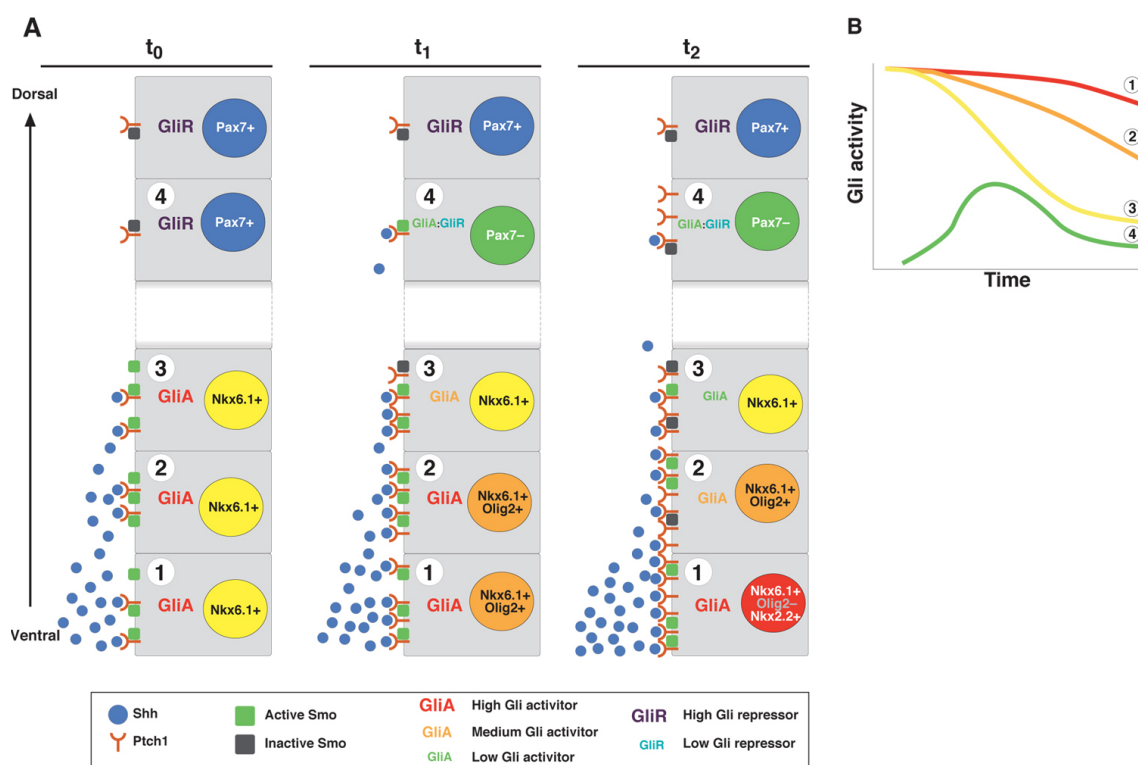 A
B
t0
t1
t2
Dorsal
GliR
Pax7+
GliR
Pax7+
GliR
Pax7+
4
GliR
Pax7+
4
GliA:GliR
Pax7–
4
GliA:GliR
Pax7–
3
GliA
Nkx6.1+
3
GliA
Nkx6.1+
3
GliA
Nkx6.1+
2
GliA
Nkx6.1+
2
GliA
Nkx6.1+
Olig2+
2
GliA
Nkx6.1+
Olig2+
1
GliA
Nkx6.1+
1
GliA
Nkx6.1+
Olig2+
1
GliA
Nkx6.1+
Olig2–
Nkx2.2+
Ventral
Gli activity
1
2
3
4
Time
Shh
Ptch1
Active Smo
Inactive Smo
GliA High Gli activitor
GliA Medium Gli activitor
GliA Low Gli activitor
GliR High Gli repressor
GliR Low Gli repressor